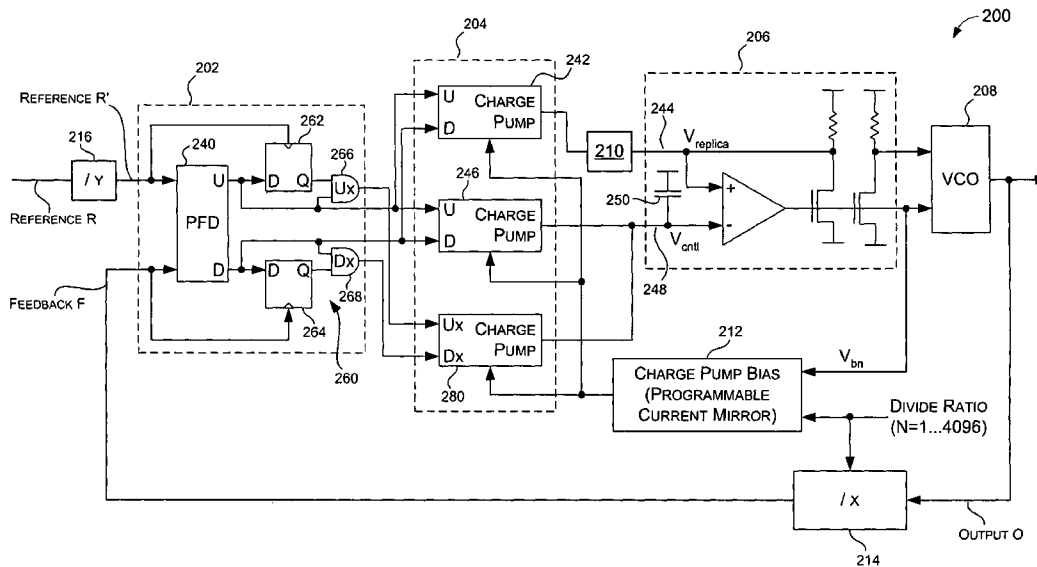 200
204
206
202
242
REFERENCE R'
262
208
216
240
U
CHARGE
PUMP
D
244
Vreplica
/ Y
266
210
U
D
Q
Ux
VCO
REFERENCE R
246
PFD
U
CHARGE
PUMP
D
250
+
-
Vcntl
248
D
D
Q
Dx
268
FEEDBACK F
264
260
Ux
CHARGE
PUMP
Dx
280
212
CHARGE PUMP BIAS
(PROGRAMMABLE
CURRENT MIRROR)
Vbn
DIVIDE RATIO
(N=1...4096)
/ X
OUTPUT O
214